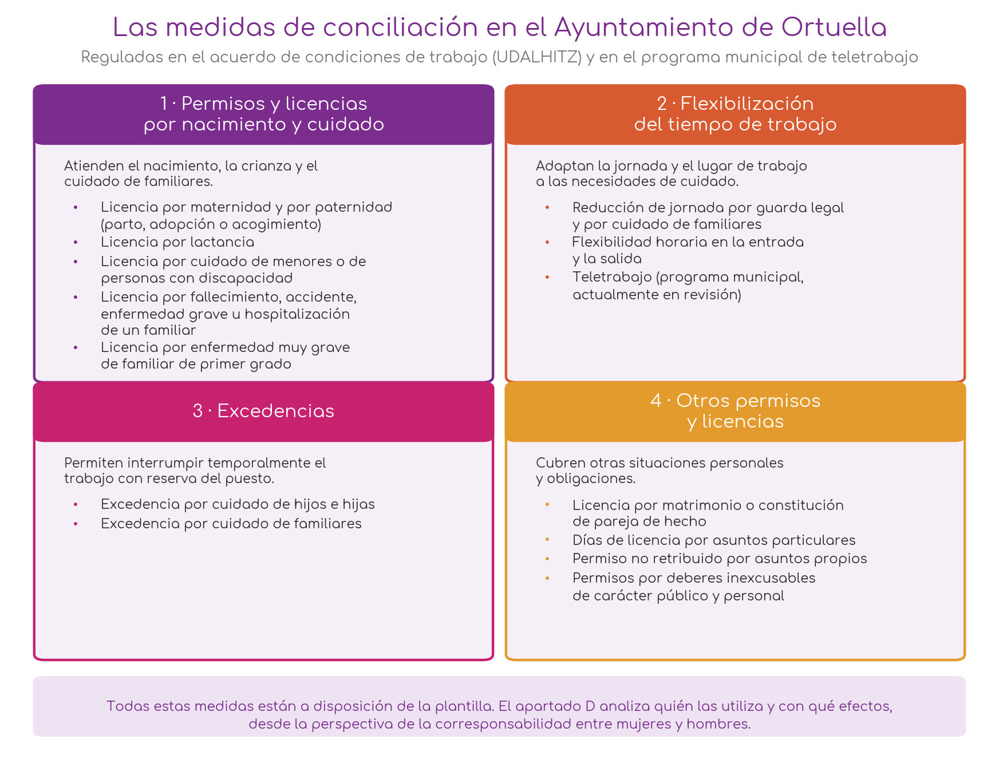 Las medidas de conciliación en el Ayuntamiento de Ortuella
Reguladas en el acuerdo de condiciones de trabajo (UDALHITZ) y en el programa municipal de teletrabajo
1 · Permisos y licencias
por nacimiento y cuidado
Atienden el nacimiento, la crianza y el
cuidado de familiares.
• Licencia por maternidad y por paternidad
(parto, adopción o acogimiento)
• Licencia por lactancia
• Licencia por cuidado de menores o de
personas con discapacidad
• Licencia por fallecimiento, accidente,
enfermedad grave u hospitalización
de un familiar
• Licencia por enfermedad muy grave
de familiar de primer grado
2 · Flexibilización
del tiempo de trabajo
Adaptan la jornada y el lugar de trabajo
a las necesidades de cuidado.
• Reducción de jornada por guarda legal
y por cuidado de familiares
• Flexibilidad horaria en la entrada
y la salida
• Teletrabajo (programa municipal,
actualmente en revisión)
3 · Excedencias
Permiten interrumpir temporalmente el
trabajo con reserva del puesto.
• Excedencia por cuidado de hijos e hijas
• Excedencia por cuidado de familiares
4 · Otros permisos
y licencias
Cubren otras situaciones personales
y obligaciones.
• Licencia por matrimonio o constitución
de pareja de hecho
• Días de licencia por asuntos particulares
• Permiso no retribuido por asuntos propios
• Permisos por deberes inexcusables
de carácter público y personal
Todas estas medidas están a disposición de la plantilla. El apartado D analiza quién las utiliza y con qué efectos,
desde la perspectiva de la corresponsabilidad entre mujeres y hombres.